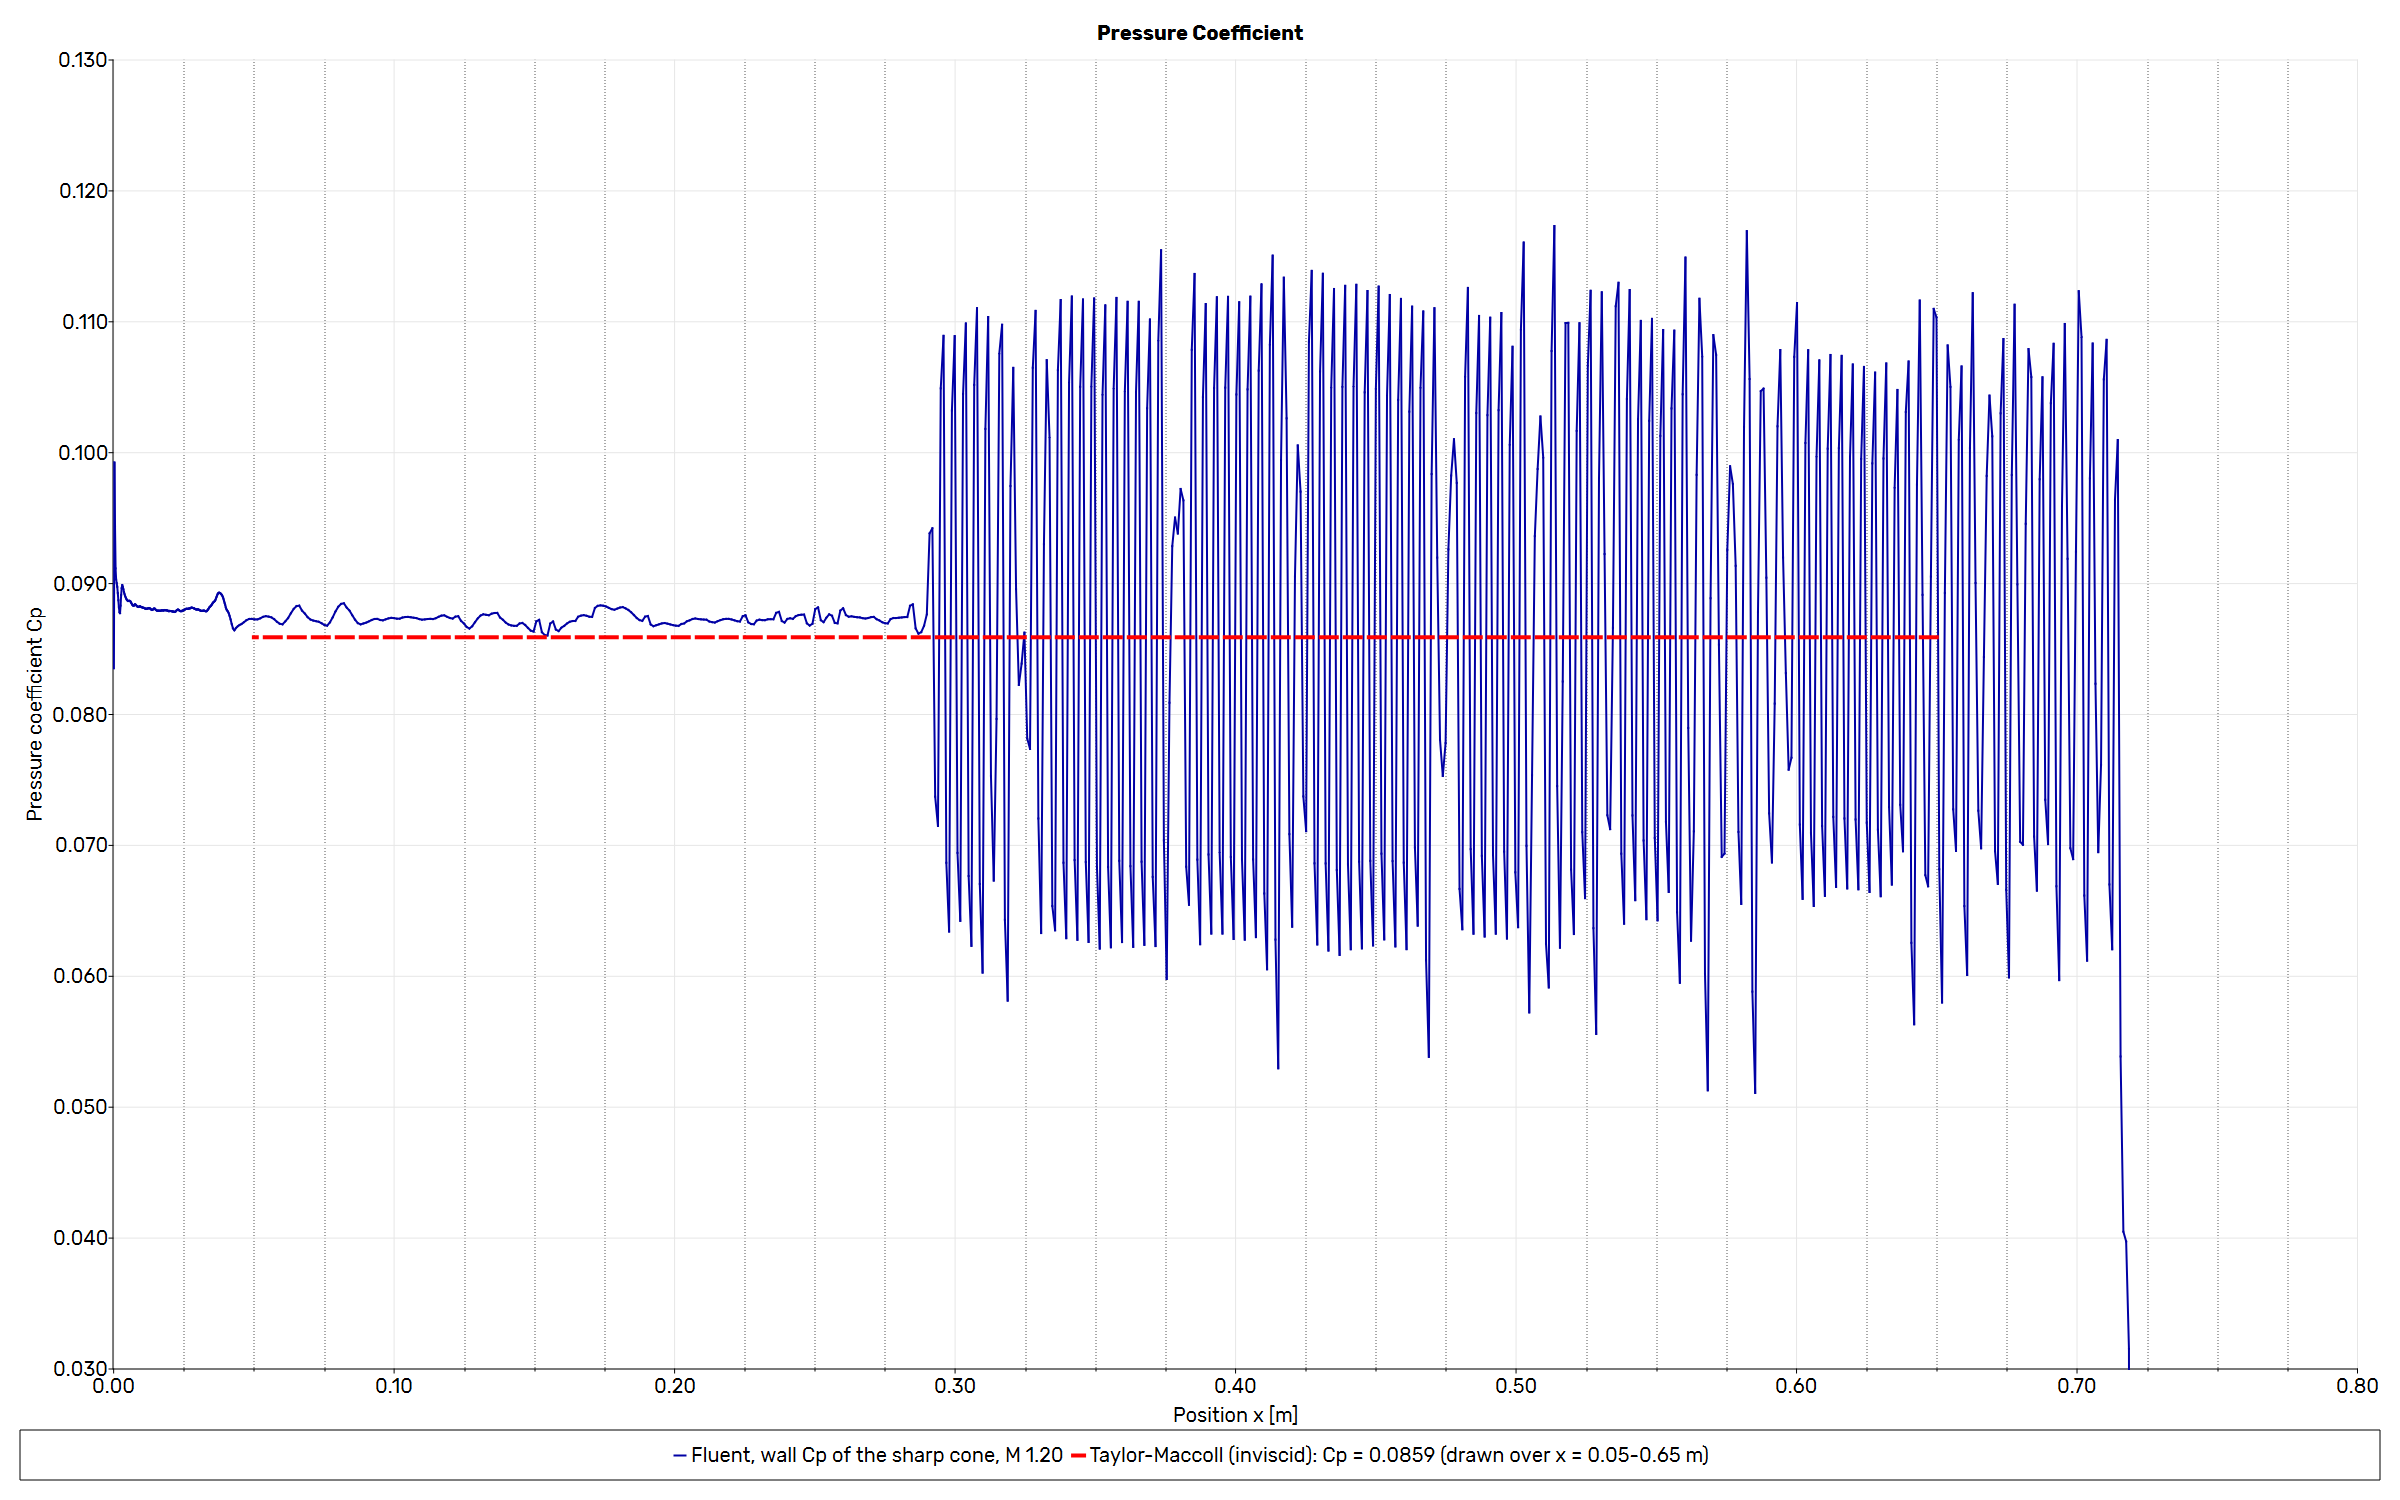 Pressure Coefficient
0.130
0.120
0.110
0.100
0.090
0.080
0.070
0.060
0.050
0.040
0.030
Pressure coefficient Cp
0.00 0.10 0.20 0.30 0.40 0.50 0.60 0.70 0.80
Position x [m]
Fluent, wall Cp of the sharp cone, M 1.20 Taylor-Maccoll (inviscid): Cp = 0.0859 (drawn over x = 0.05-0.65 m)